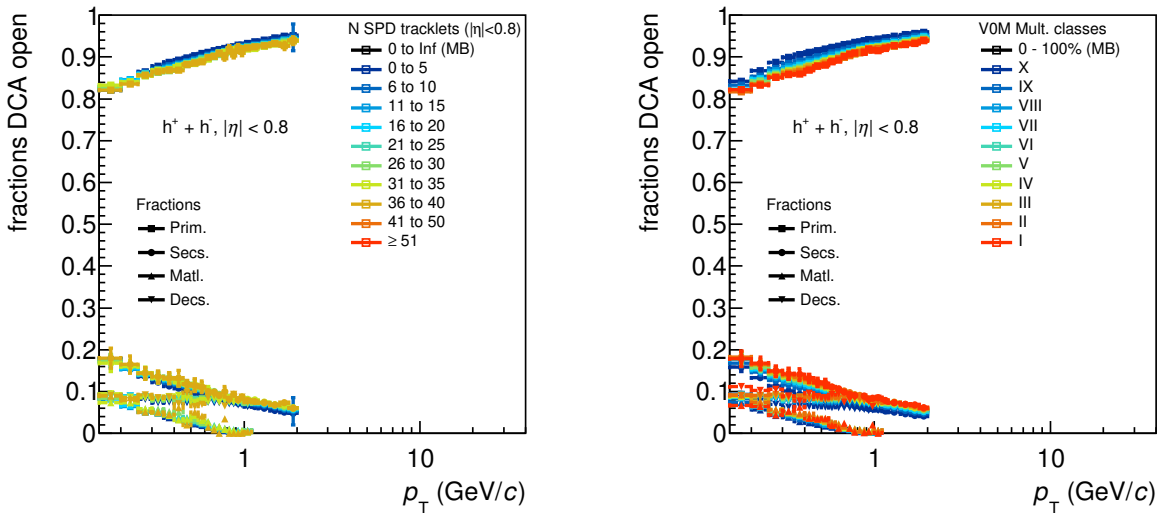 fractions DCA open
1
0.9
0.8
0.7
0.6
0.5
0.4
0.3
0.2
0.1
0
N SPD tracklets (|η|<0.8)
0 to Inf (MB)
0 to 5
6 to 10
11 to 15
16 to 20
21 to 25
26 to 30
31 to 35
36 to 40
41 to 50
≥ 51
h⁺ + h⁻, |η| < 0.8
Fractions
Prim.
Secs.
Matl.
Decs.
1 10
p_T (GeV/c)
fractions DCA open
1
0.9
0.8
0.7
0.6
0.5
0.4
0.3
0.2
0.1
0
V0M Mult. classes
0 - 100% (MB)
X
IX
VIII
VII
VI
V
IV
III
II
I
h⁺ + h⁻, |η| < 0.8
Fractions
Prim.
Secs.
Matl.
Decs.
1 10
p_T (GeV/c)